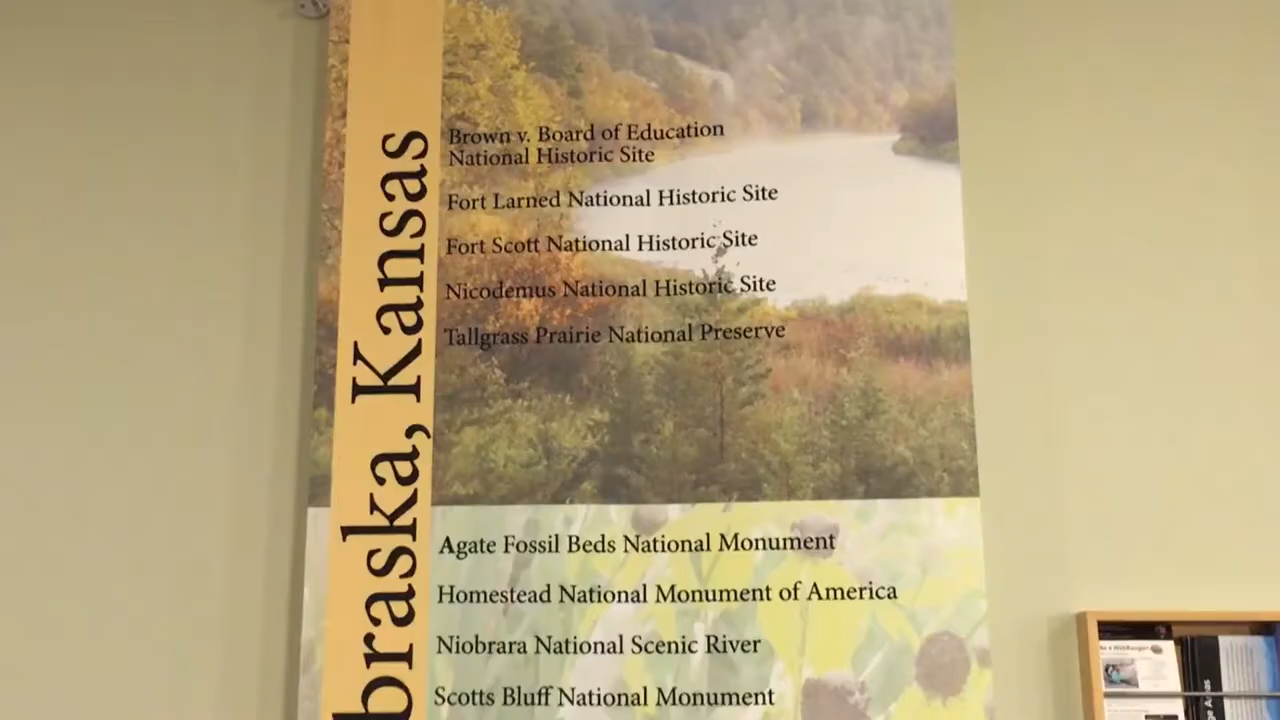 braska, Kansas
Brown v. Board of Education
National Historic Site
Fort Larned National Historic Site
Fort Scott National Historic Site
Nicodemus National Historic Site
Tallgrass Prairie National Preserve
Agate Fossil Beds National Monument
Homestead National Monument of America
Niobrara National Scenic River
Scotts Bluff National Monument